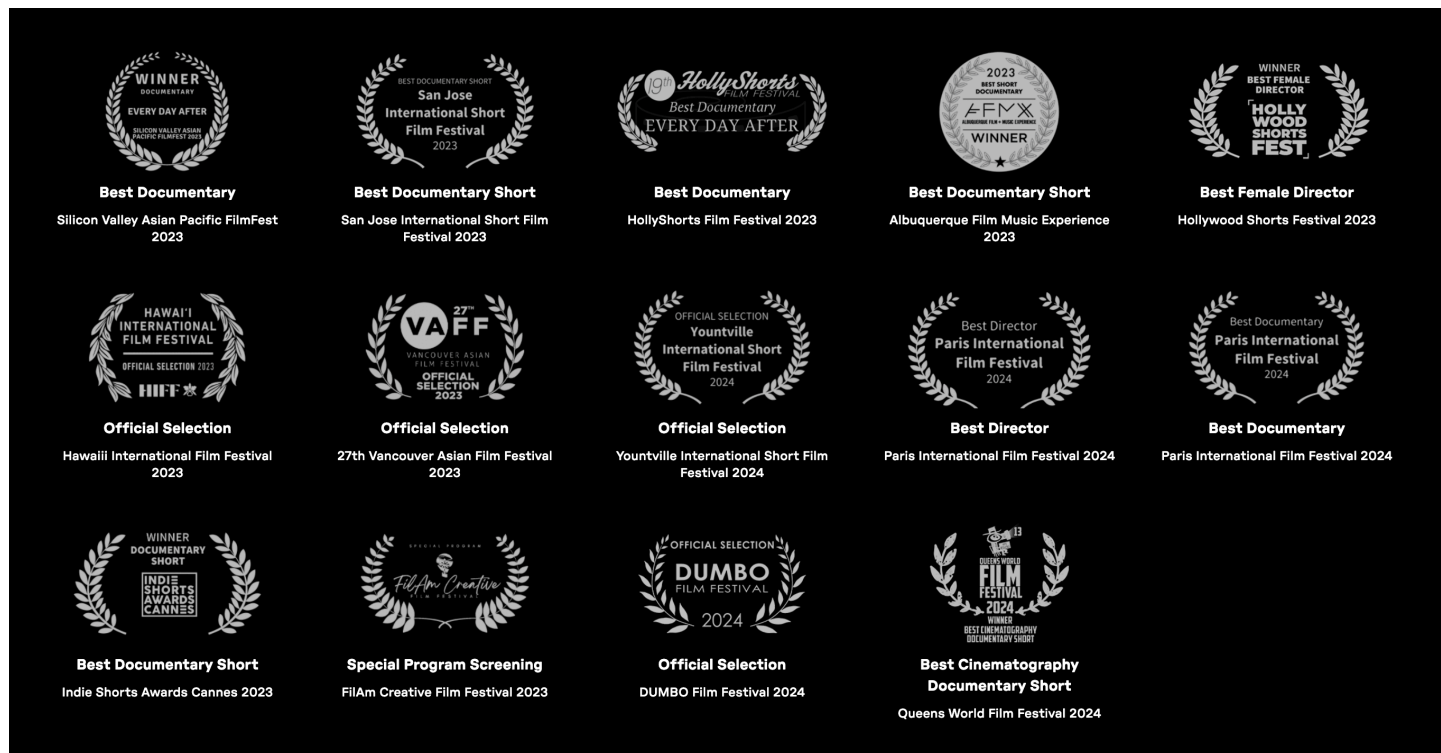 WINNER
DOCUMENTARY
EVERY DAY AFTER
SILICON VALLEY ASIAN
PACIFIC FILMFEST 2023
Best Documentary
Silicon Valley Asian Pacific FilmFest
2023
BEST DOCUMENTARY SHORT
San Jose
International Short
Film Festival
2023
Best Documentary Short
San Jose International Short Film
Festival 2023
19th HollyShorts
FILM FESTIVAL
Best Documentary
EVERY DAY AFTER
Best Documentary
HollyShorts Film Festival 2023
2023
BEST SHORT
DOCUMENTARY
AFMX
ALBUQUERQUE FILM + MUSIC EXPERIENCE
WINNER
Best Documentary Short
Albuquerque Film Music Experience
2023
WINNER
BEST FEMALE
DIRECTOR
HOLLY
WOOD
SHORTS
FEST
Best Female Director
Hollywood Shorts Festival 2023
HAWAI'I
INTERNATIONAL
FILM FESTIVAL
OFFICIAL SELECTION 2023
HIFF
Official Selection
Hawaiii International Film Festival
2023
27TH
VAFF
VANCOUVER ASIAN
FILM FESTIVAL
OFFICIAL
SELECTION
2023
Official Selection
27th Vancouver Asian Film Festival
2023
OFFICIAL SELECTION
Yountville
International Short
Film Festival
2024
Official Selection
Yountville International Short Film
Festival 2024
Best Director
Paris International
Film Festival
2024
Best Director
Paris International Film Festival 2024
Best Documentary
Paris International
Film Festival
2024
Best Documentary
Paris International Film Festival 2024
WINNER
DOCUMENTARY
SHORT
INDIE
SHORTS
AWARDS
CANNES
Best Documentary Short
Indie Shorts Awards Cannes 2023
SPECIAL PROGRAM
FilAm Creative
FILM FESTIVAL
Special Program Screening
FilAm Creative Film Festival 2023
OFFICIAL SELECTION
DUMBO
FILM FESTIVAL
2024
Official Selection
DUMBO Film Festival 2024
13
QUEENS WORLD
FILM
FESTIVAL
2024
WINNER
BEST CINEMATOGRAPHY
DOCUMENTARY SHORT
Best Cinematography
Documentary Short
Queens World Film Festival 2024